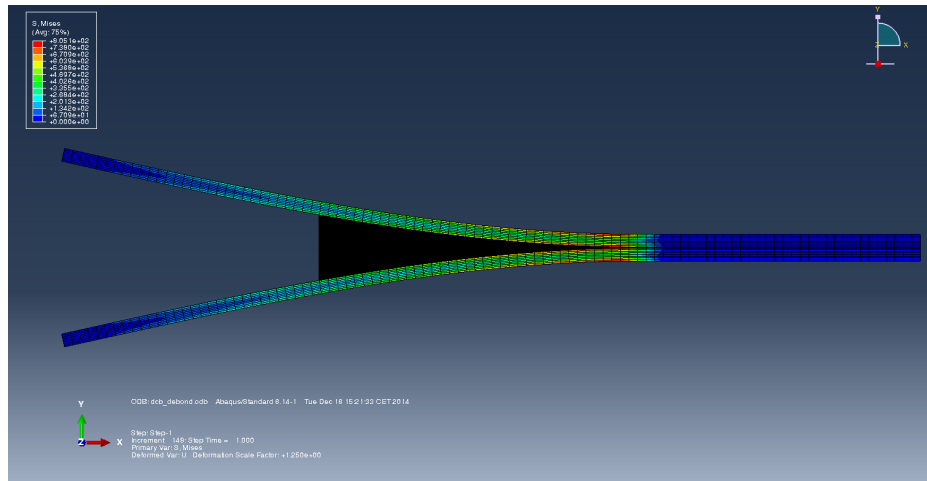 S, Mises
(Avg: 75%)
+8.051e+02
+7.380e+02
+6.709e+02
+6.039e+02
+5.368e+02
+4.697e+02
+4.026e+02
+3.355e+02
+2.684e+02
+2.013e+02
+1.342e+02
+6.709e+01
+0.000e+00
Y
Z X
ODB: dcb_debond.odb Abaqus/Standard 6.14-1 Tue Dec 16 15:21:33 CET 2014
Y
Z X
Step: Step-1
Increment 149: Step Time = 1.000
Primary Var: S, Mises
Deformed Var: U Deformation Scale Factor: +1.250e+00